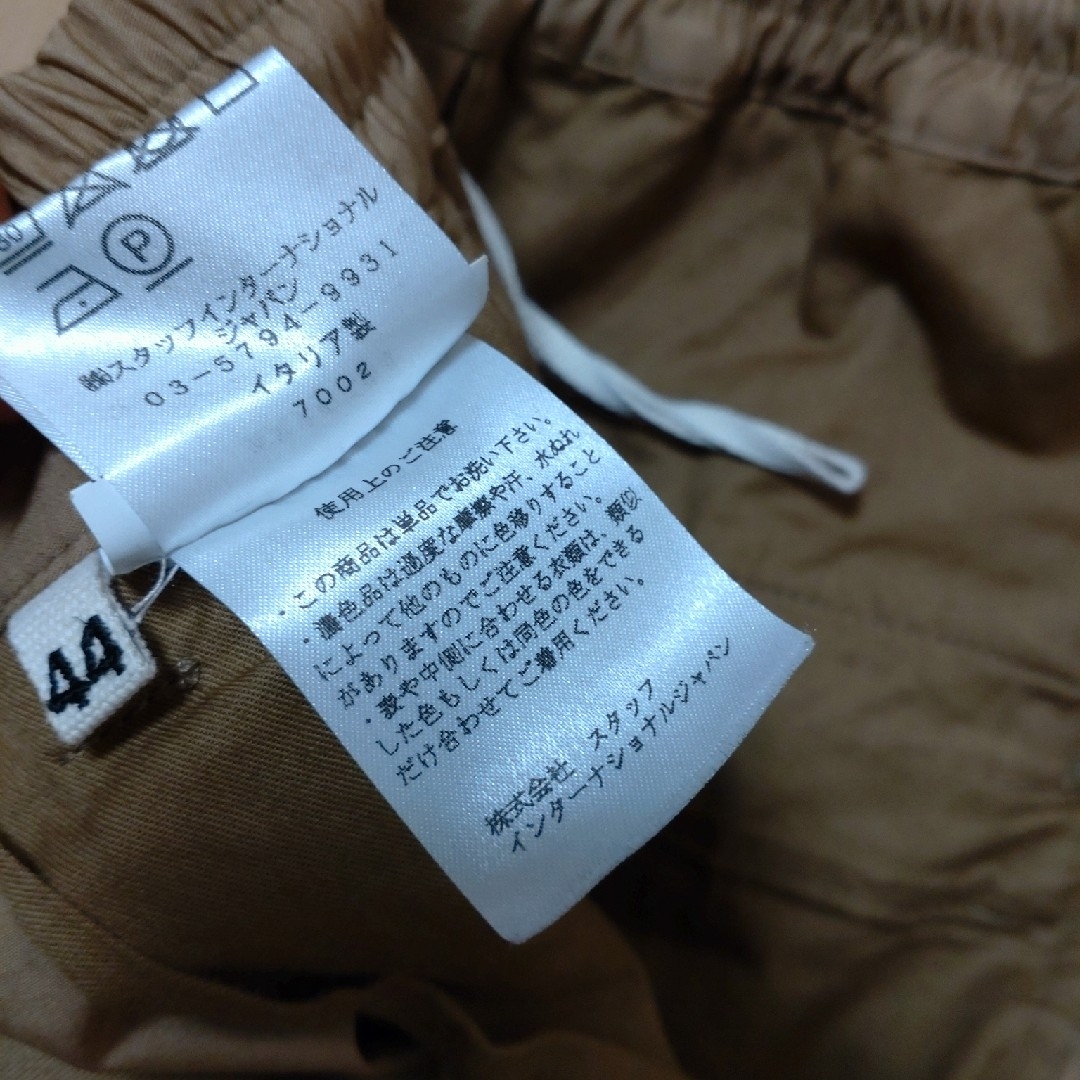 30
P
㈱スタッフインターナショナル
ジャパン
03-5794-9931
イタリア製
7002
使用上のご注意
・この商品は単品でお洗い下さい。
・濃色品は過度な摩擦や汗、水ぬれ
によって他のものに色移りすること
がありますのでご注意ください。
・表や中側に合わせる衣類は、類似
した色もしくは同色の色をできる
だけ合わせてご着用ください。
株式会社 スタッフ
インターナショナルジャパン
44